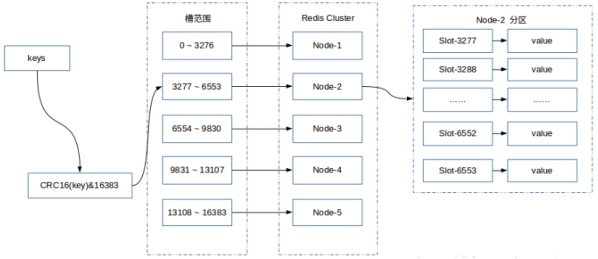 槽范围
Redis Cluster
Node-2 分区
keys
CRC16(key)&16383
0 ~ 3276
3277 ~ 6553
6554 ~ 9830
9831 ~ 13107
13108 ~ 16383
Node-1
Node-2
Node-3
Node-4
Node-5
Slot-3277
value
Slot-3288
value
......
......
Slot-6552
value
Slot-6553
value